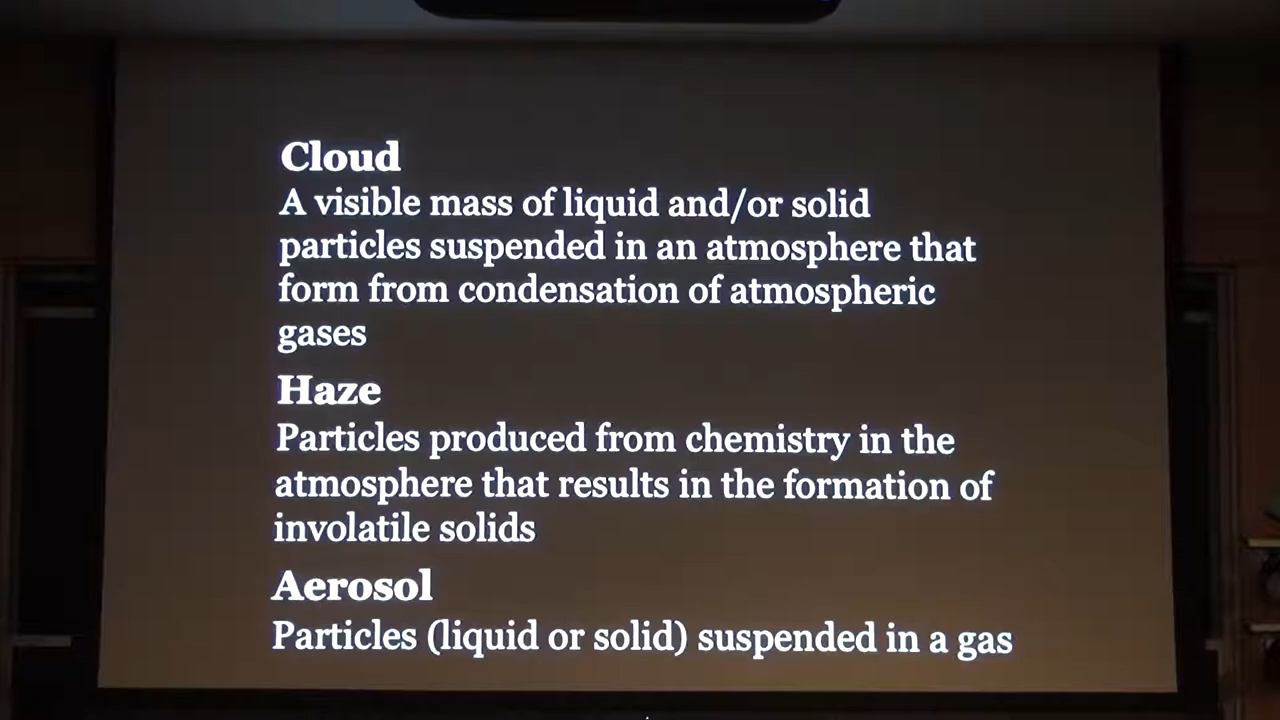 Cloud
A visible mass of liquid and/or solid
particles suspended in an atmosphere that
form from condensation of atmospheric
gases
Haze
Particles produced from chemistry in the
atmosphere that results in the formation of
involatile solids
Aerosol
Particles (liquid or solid) suspended in a gas